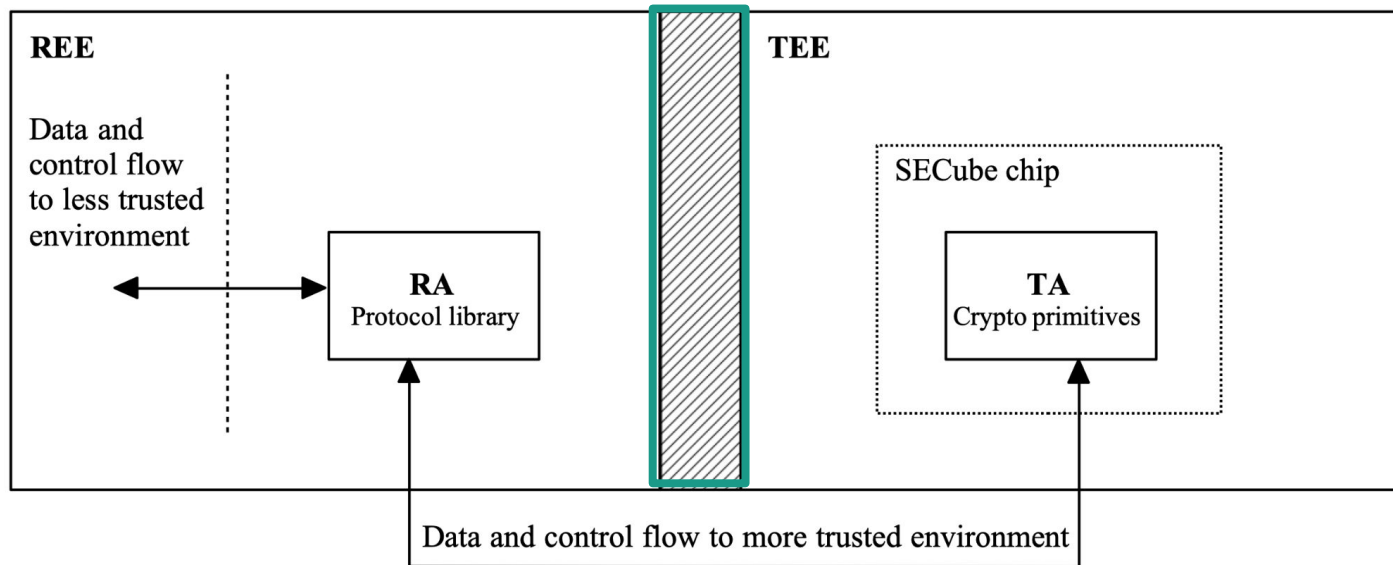 REE
Data and
control flow
to less trusted
environment
RA
Protocol library
TEE
SECube chip
TA
Crypto primitives
Data and control flow to more trusted environment